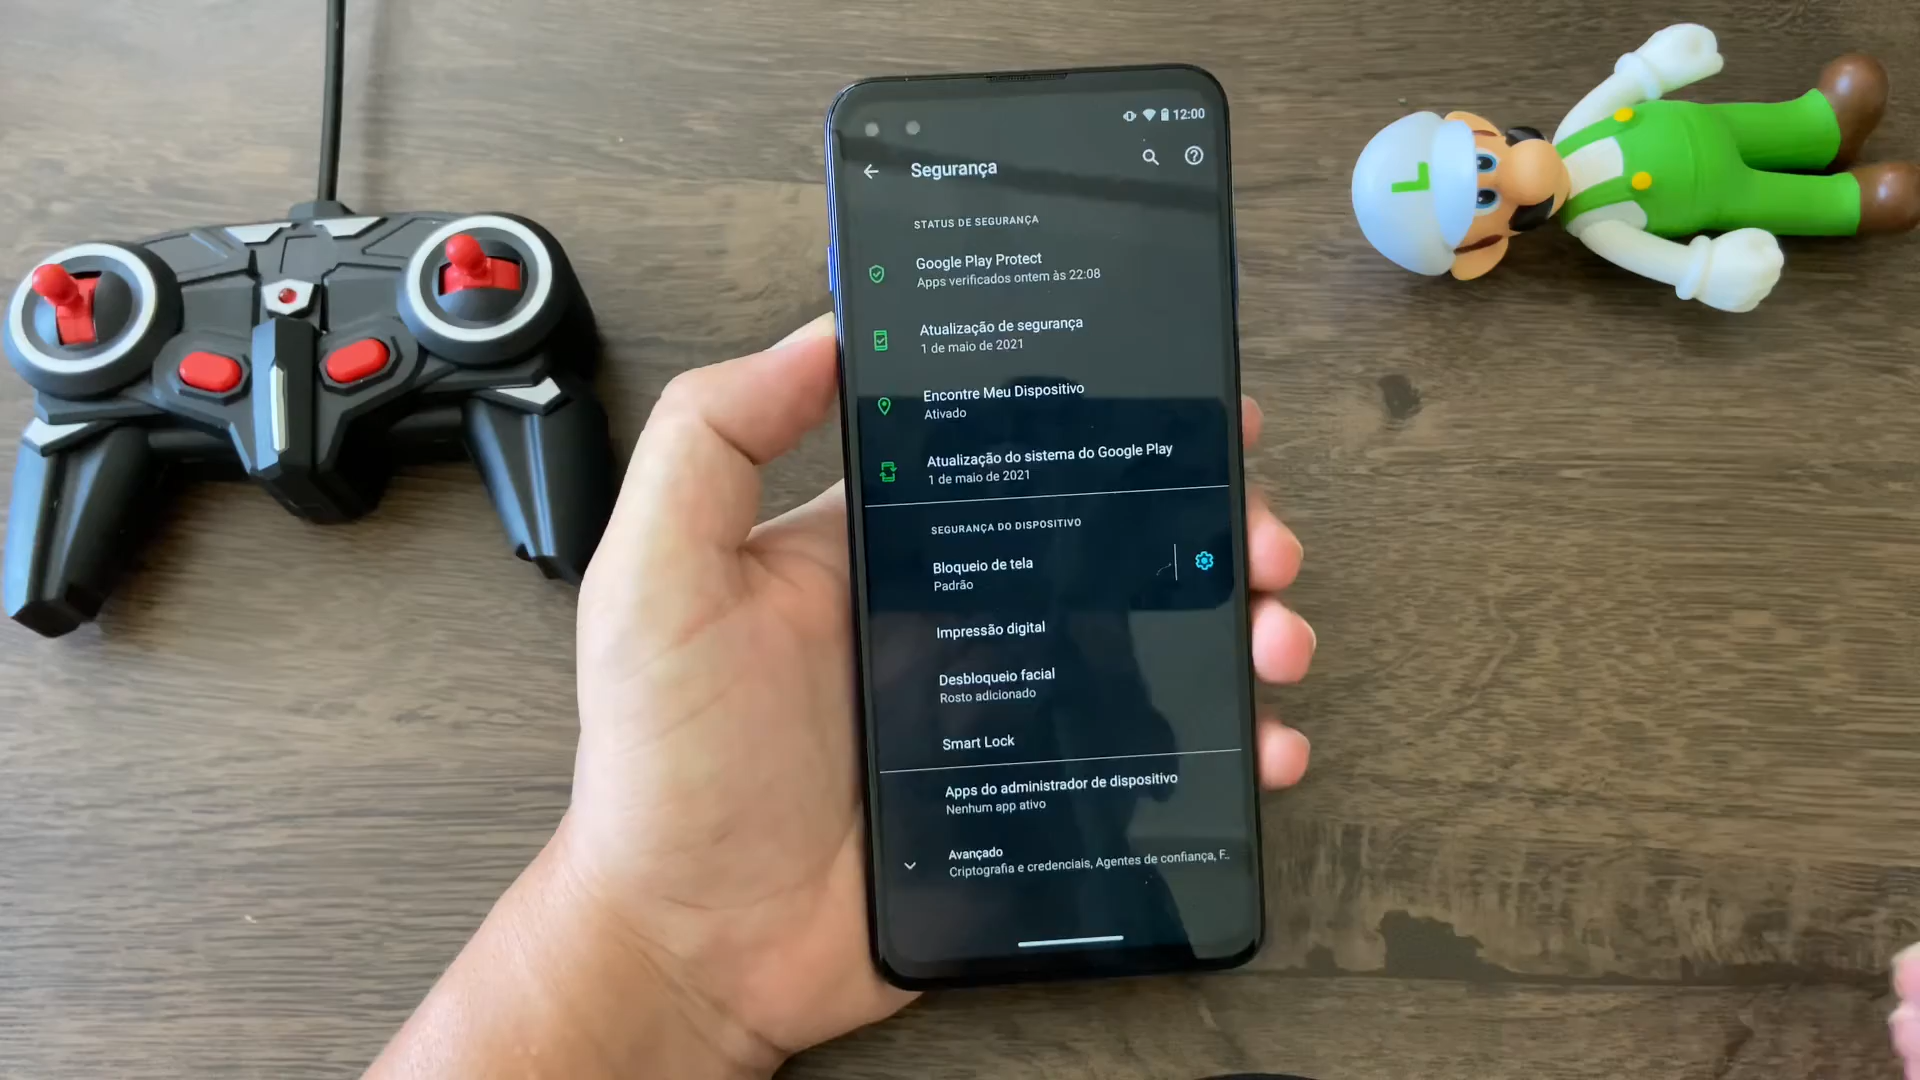 12:00
Segurança
STATUS DE SEGURANÇA
Google Play Protect
Apps verificados ontem às 22:08
Atualização de segurança
1 de maio de 2021
Encontre Meu Dispositivo
Ativado
Atualização do sistema do Google Play
1 de maio de 2021
SEGURANÇA DO DISPOSITIVO
Bloqueio de tela
Padrão
Impressão digital
Desbloqueio facial
Rosto adicionado
Smart Lock
Apps do administrador de dispositivo
Nenhum app ativo
Avançado
Criptografia e credenciais, Agentes de confiança, F..
L